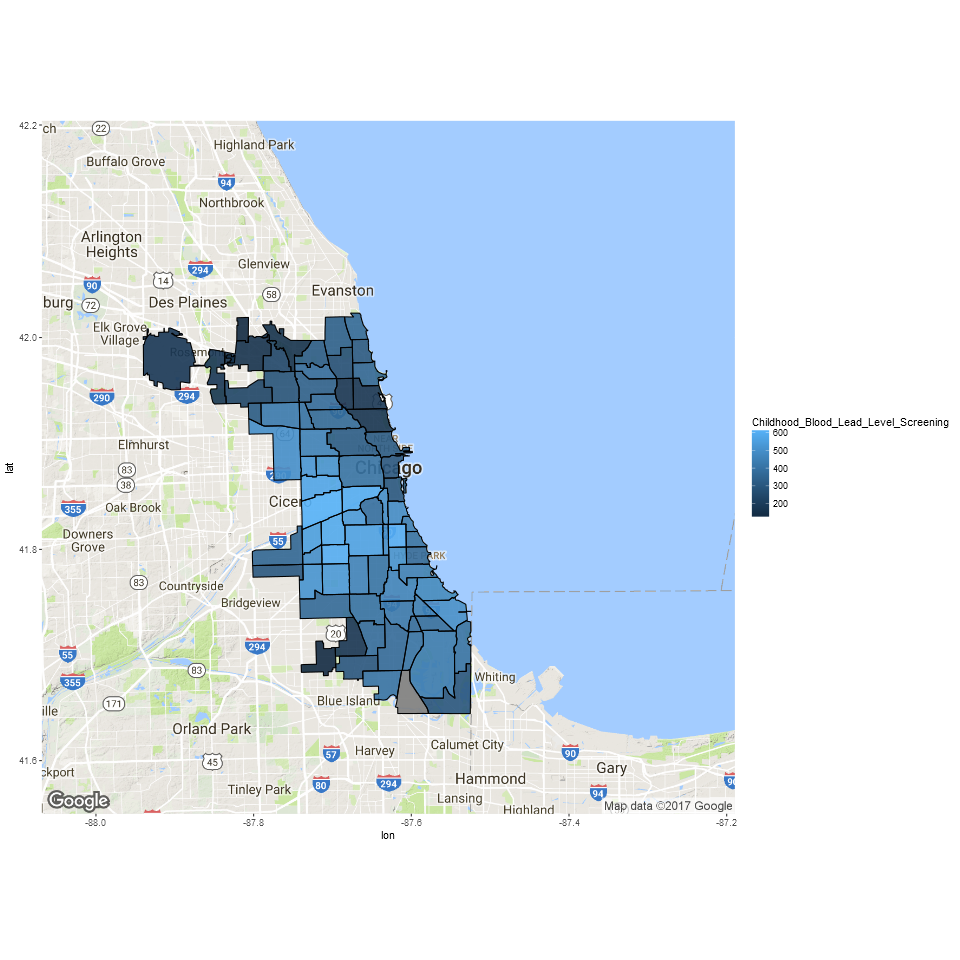 42.2
ch
22
Highland Park
Buffalo Grove
94
Northbrook
Arlington
Heights
294
Glenview
90
14
58
burg
72
Des Plaines
Evanston
Elk Grove
Village
42.0
Rosemont
290
294
Elmhurst
64
NEAR
83
38
Chicago
355
Oak Brook
Cicer
lat
Downers
Grove
55
41.8
HYDE PARK
83
Countryside
Bridgeview
20
294
55
83
355
Whiting
171
Blue Island
ille
Orland Park
45
57
Harvey
Calumet City
90
41.6
ckport
Gary
Tinley Park
80
294
Hammond
94
90
Lansing
Highland
Google
Map data ©2017 Google
-88.0
-87.8
-87.6
-87.4
-87.2
lon
Childhood_Blood_Lead_Level_Screening
600
500
400
300
200